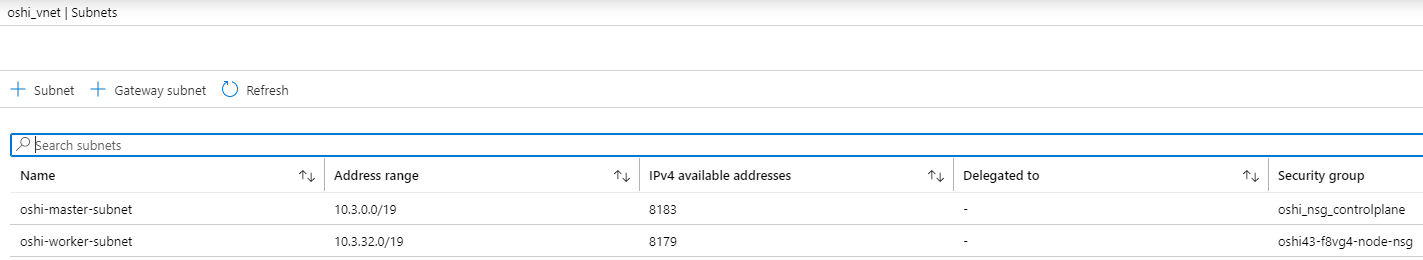 oshi_vnet | Subnets
+ Subnet + Gateway subnet Refresh
Search subnets
Name Address range IPv4 available addresses Delegated to Security group
oshi-master-subnet 10.3.0.0/19 8183 - oshi_nsg_controlplane
oshi-worker-subnet 10.3.32.0/19 8179 - oshi43-f8vg4-node-nsg